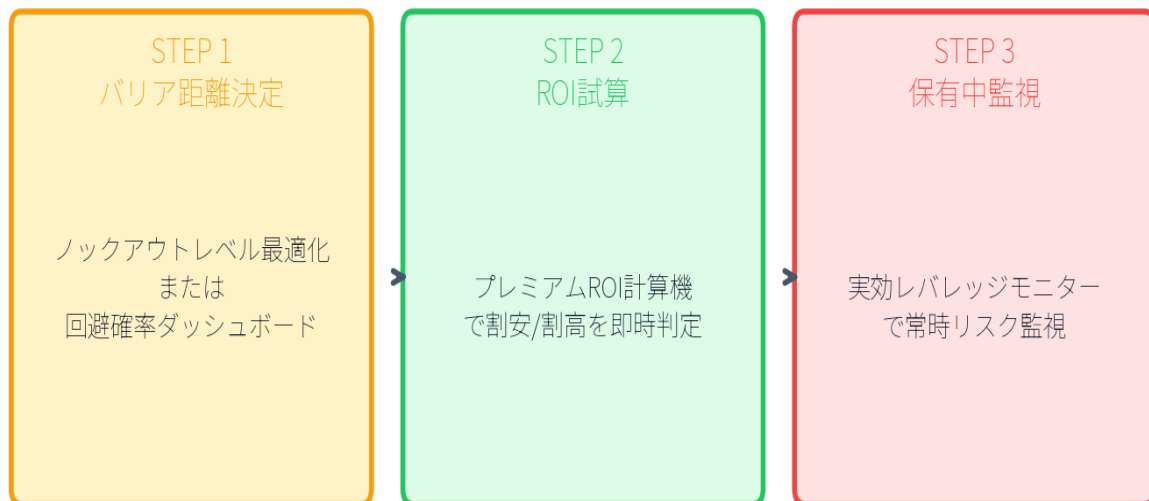 STEP 1
バリア距離決定
ノックアウトレベル最適化
または
回避確率ダッシュボード
STEP 2
ROI試算
プレミアムROI計算機
で割安/割高を即時判定
STEP 3
保有中監視
実効レバレッジモニター
で常時リスク監視